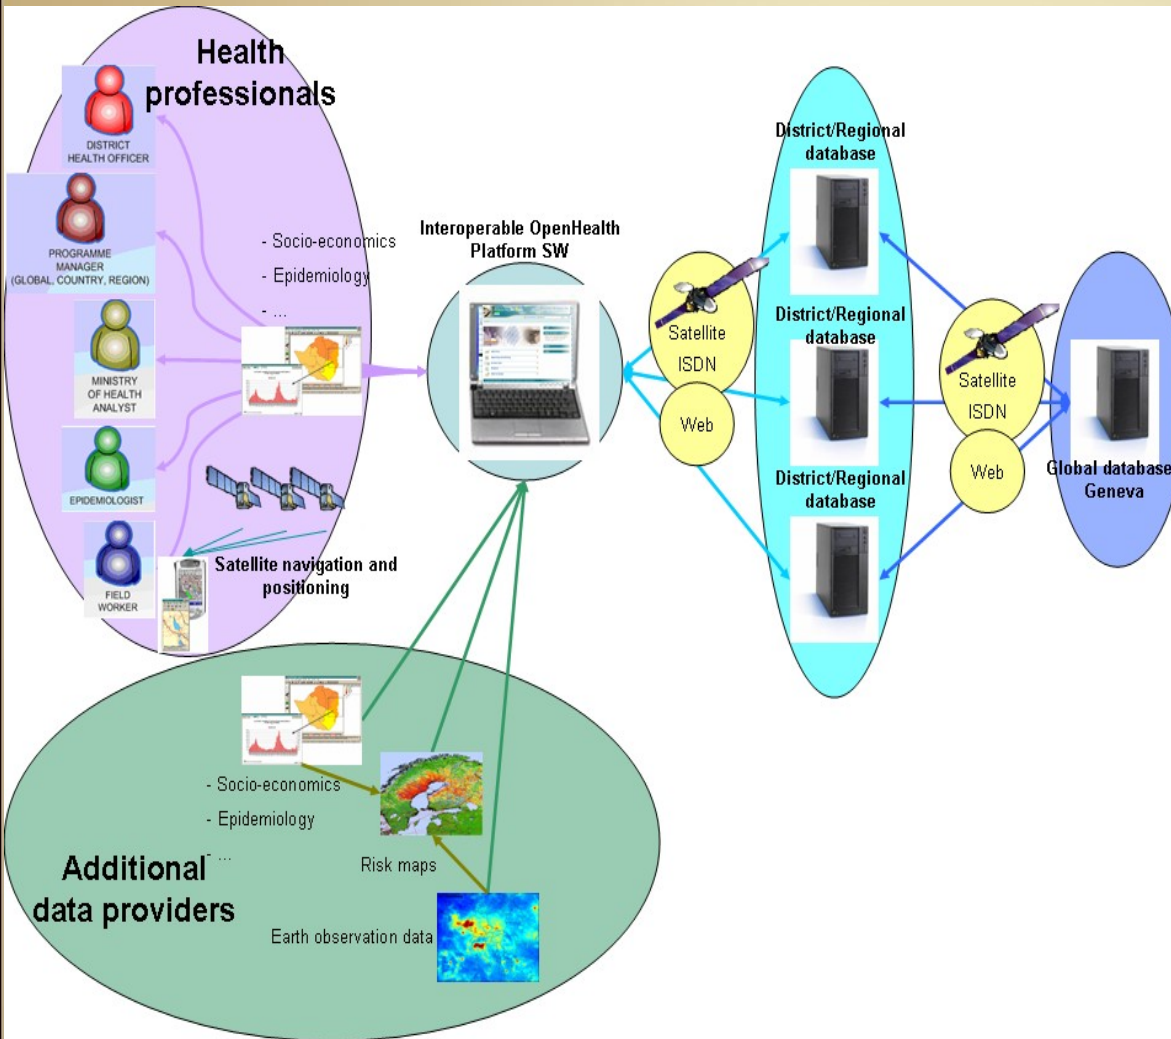 Health
professionals
DISTRICT
HEALTH OFFICER
PROGRAMME
MANAGER
(GLOBAL, COUNTRY, REGION)
MINISTRY
OF HEALTH
ANALYST
EPIDEMIOLOGIST
FIELD
WORKER
- Socio-economics
- Epidemiology
- ...
Satellite navigation and
positioning
Interoperable OpenHealth
Platform SW
Satellite
ISDN
Web
District/Regional
database
District/Regional
database
District/Regional
database
Satellite
ISDN
Web
Global database
Geneva
- Socio-economics
- Epidemiology
- ...
Risk maps
Earth observation data
Additional
data providers